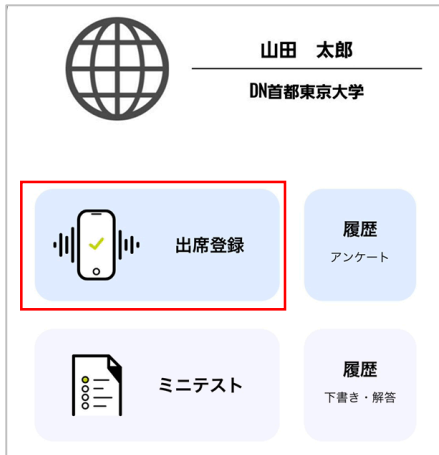 山田　太郎
DN首都東京大学
出席登録
履歴
アンケート
ミニテスト
履歴
下書き・解答